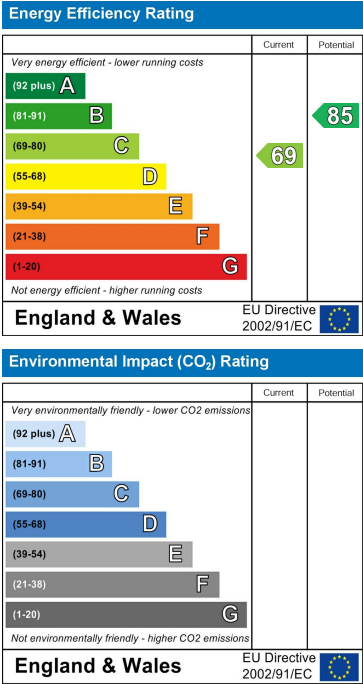 Energy Efficiency Rating
Current Potential
Very energy efficient - lower running costs
(92 plus) A
(81-91) B
(69-80) C
(55-68) D
(39-54) E
(21-38) F
(1-20) G
69
85
Not energy efficient - higher running costs
England & Wales
EU Directive
2002/91/EC
Environmental Impact (CO₂) Rating
Current Potential
Very environmentally friendly - lower CO2 emissions
(92 plus) A
(81-91) B
(69-80) C
(55-68) D
(39-54) E
(21-38) F
(1-20) G
Not environmentally friendly - higher CO2 emissions
England & Wales
EU Directive
2002/91/EC